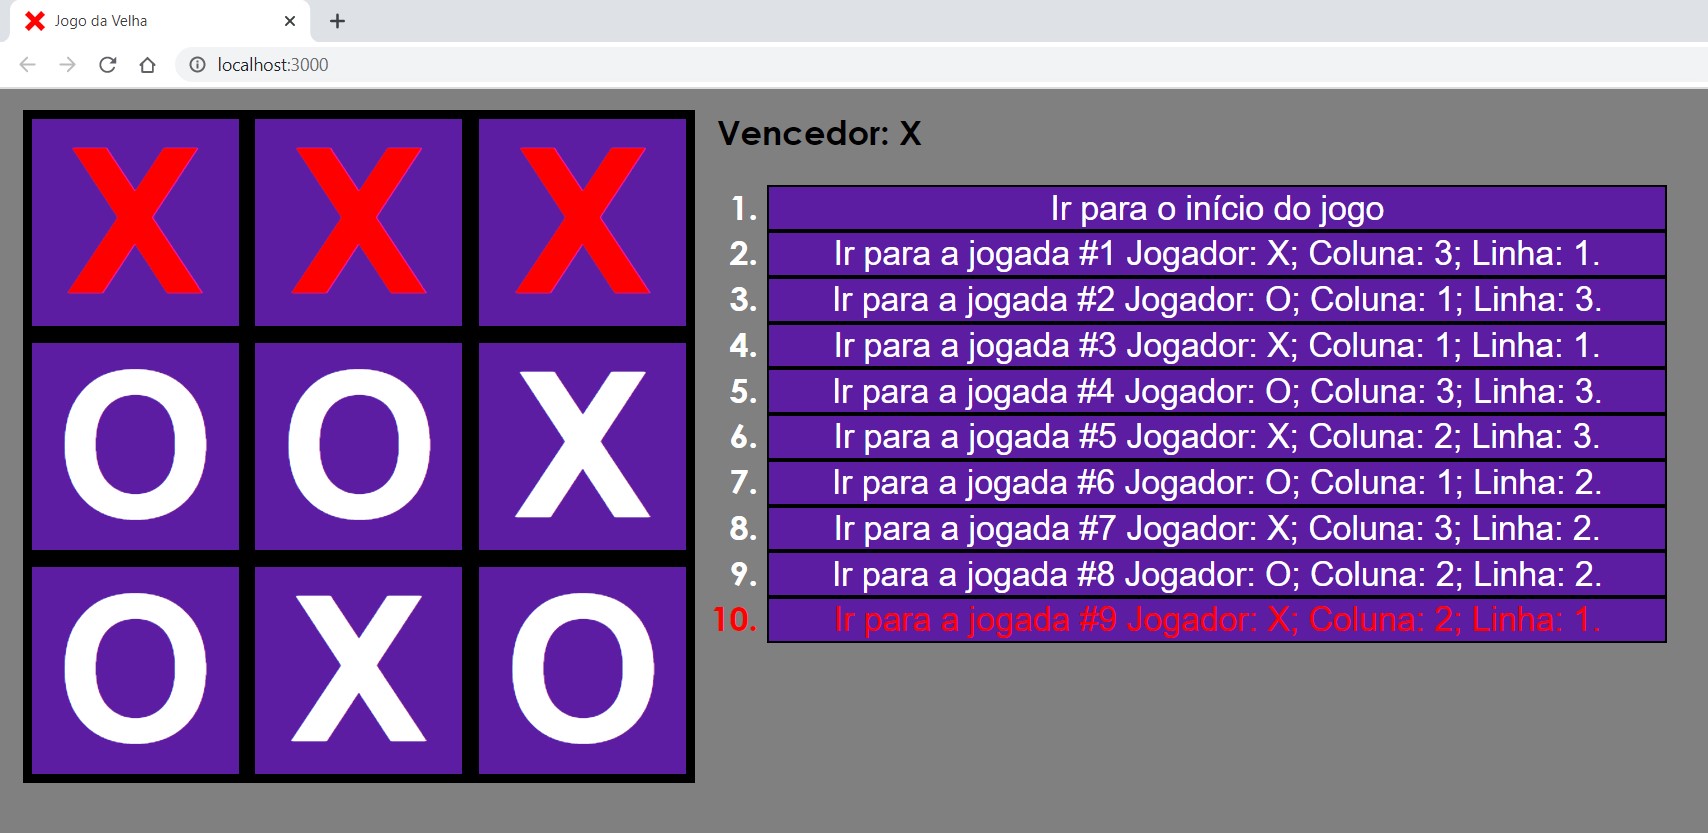 Jogo da Velha
localhost:3000
X X X
O O X
O X O
Vencedor: X
1. Ir para o início do jogo
2. Ir para a jogada #1 Jogador: X; Coluna: 3; Linha: 1.
3. Ir para a jogada #2 Jogador: O; Coluna: 1; Linha: 3.
4. Ir para a jogada #3 Jogador: X; Coluna: 1; Linha: 1.
5. Ir para a jogada #4 Jogador: O; Coluna: 3; Linha: 3.
6. Ir para a jogada #5 Jogador: X; Coluna: 2; Linha: 3.
7. Ir para a jogada #6 Jogador: O; Coluna: 1; Linha: 2.
8. Ir para a jogada #7 Jogador: X; Coluna: 3; Linha: 2.
9. Ir para a jogada #8 Jogador: O; Coluna: 2; Linha: 2.
10. Ir para a jogada #9 Jogador: X; Coluna: 2; Linha: 1.